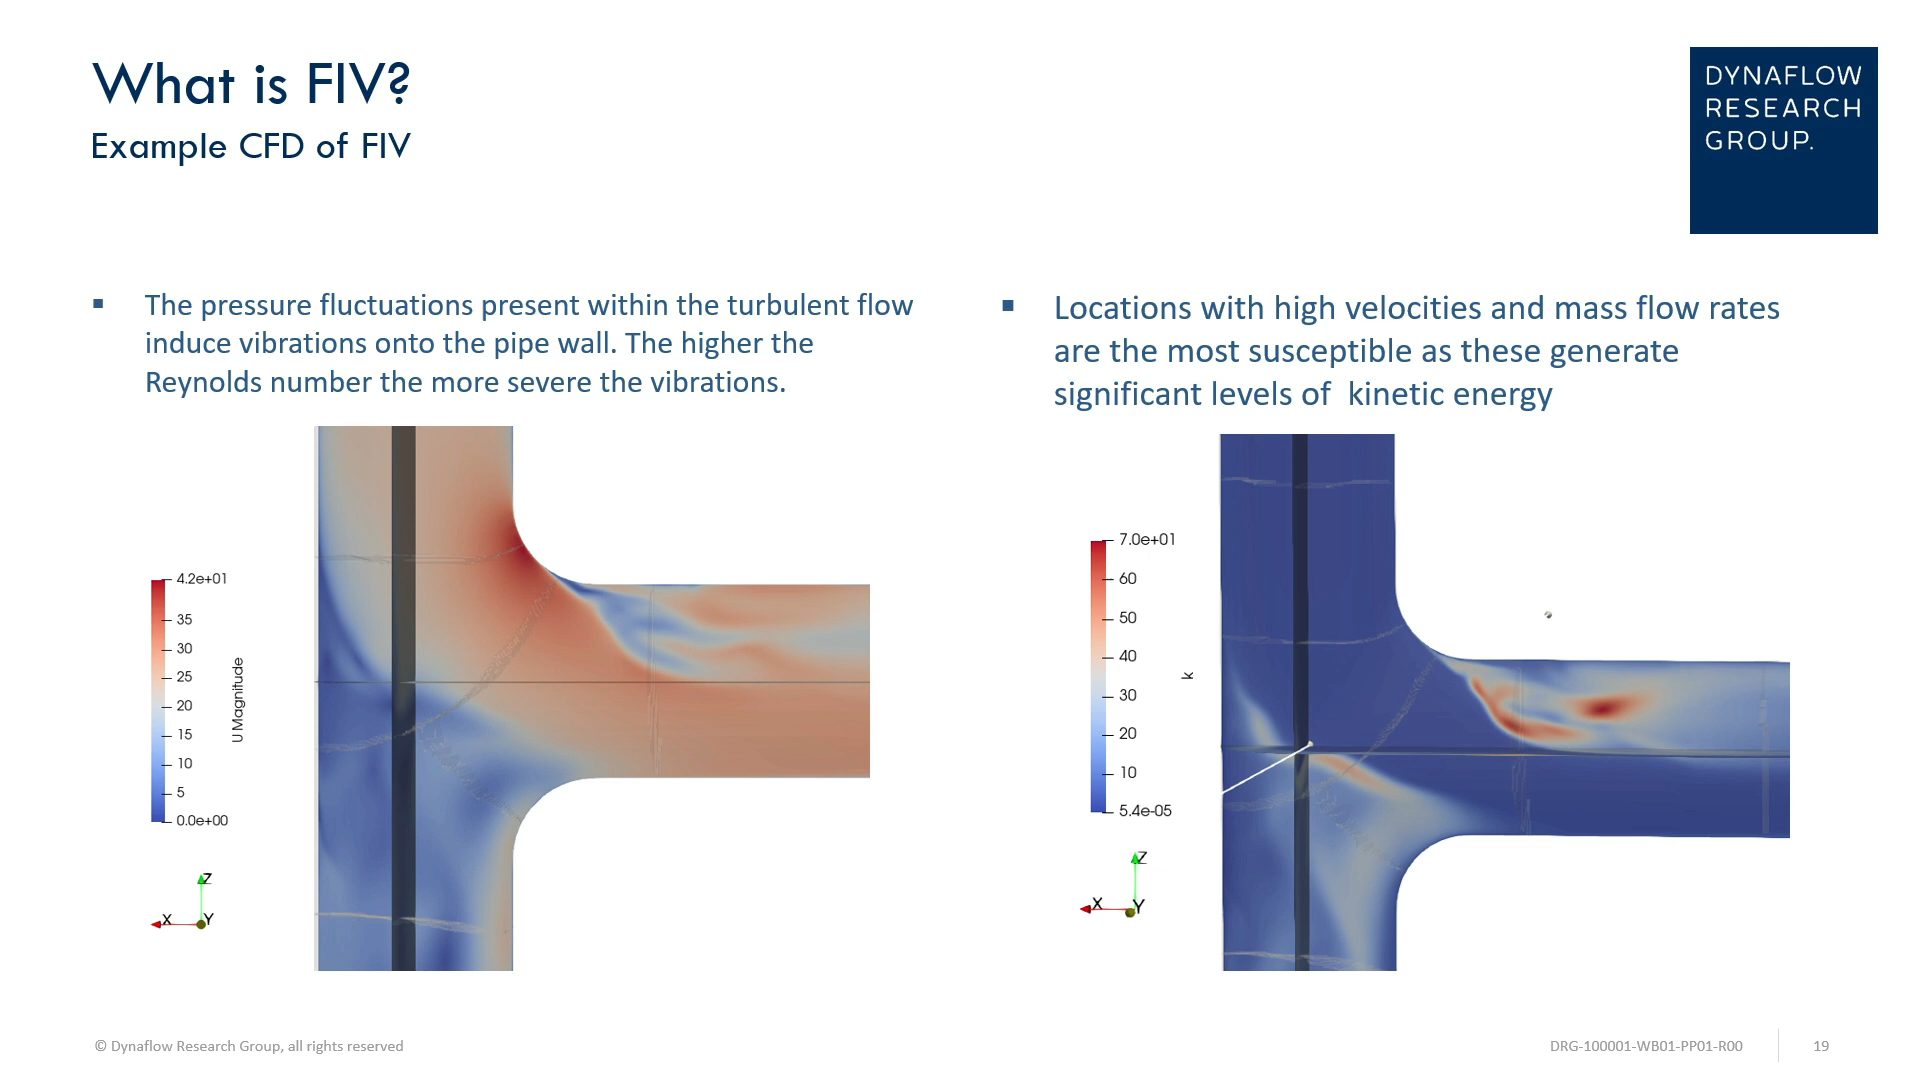 What is FIV?
Example CFD of FIV
DYNAFLOW
RESEARCH
GROUP.
▪ The pressure fluctuations present within the turbulent flow
induce vibrations onto the pipe wall. The higher the
Reynolds number the more severe the vibrations.
▪ Locations with high velocities and mass flow rates
are the most susceptible as these generate
significant levels of  kinetic energy
4.2e+01
35
30
25
20
15
10
5
0.0e+00
U Magnitude
Z
X
Y
7.0e+01
60
50
40
30
20
10
5.4e-05
k
Z
X
Y
© Dynaflow Research Group, all rights reserved
DRG-100001-WB01-PP01-R00
19